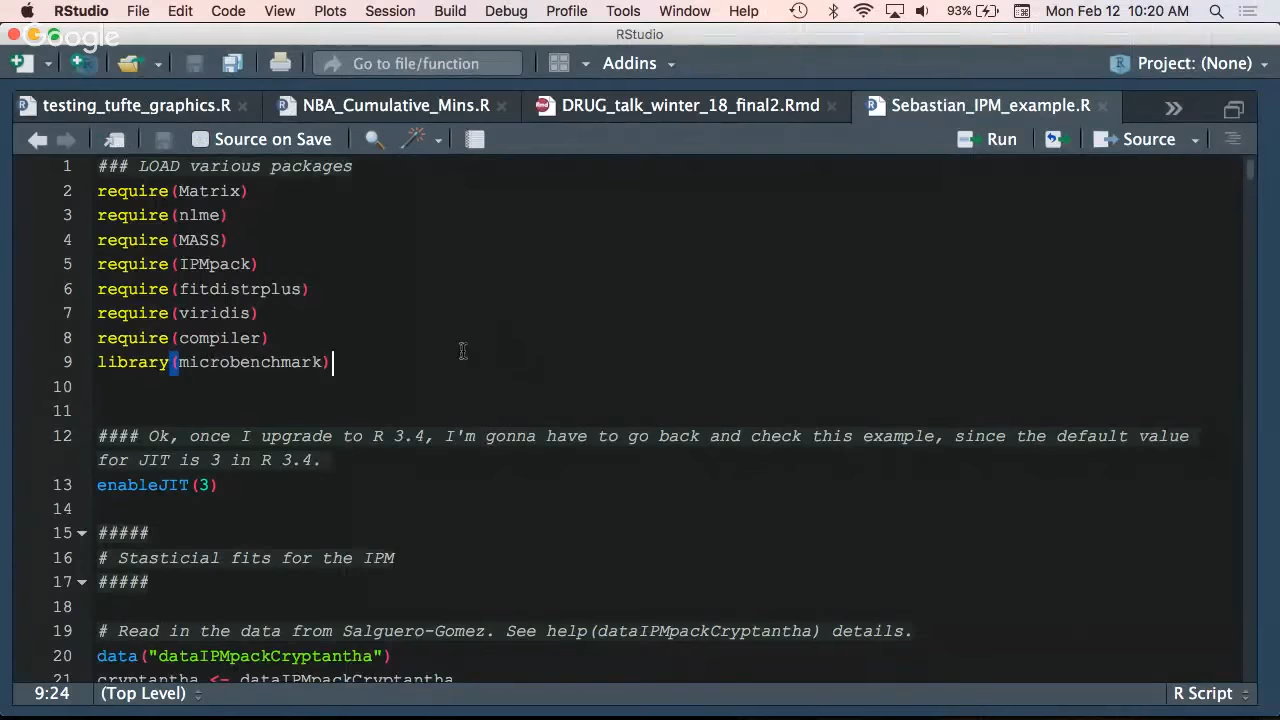 RStudio File Edit Code View Plots Session Build Debug Profile Tools Window Help 93% Mon Feb 12 10:20 AM
Google
RStudio
Go to file/function Addins Project: (None)
testing_tufte_graphics.R NBA_Cumulative_Mins.R DRUG_talk_winter_18_final2.Rmd Sebastian_IPM_example.R
Source on Save Run Source
1 ### LOAD various packages
2 require(Matrix)
3 require(nlme)
4 require(MASS)
5 require(IPMpack)
6 require(fitdistrplus)
7 require(viridis)
8 require(compiler)
9 library(microbenchmark)
10
11
12 #### Ok, once I upgrade to R 3.4, I'm gonna have to go back and check this example, since the default value
for JIT is 3 in R 3.4.
13 enableJIT(3)
14
15 #####
16 # Stasticial fits for the IPM
17 #####
18
19 # Read in the data from Salguero-Gomez. See help(dataIPMpackCryptantha) details.
20 data("dataIPMpackCryptantha")
21 cryptantha <- dataIPMpackCryptantha
9:24 (Top Level) R Script